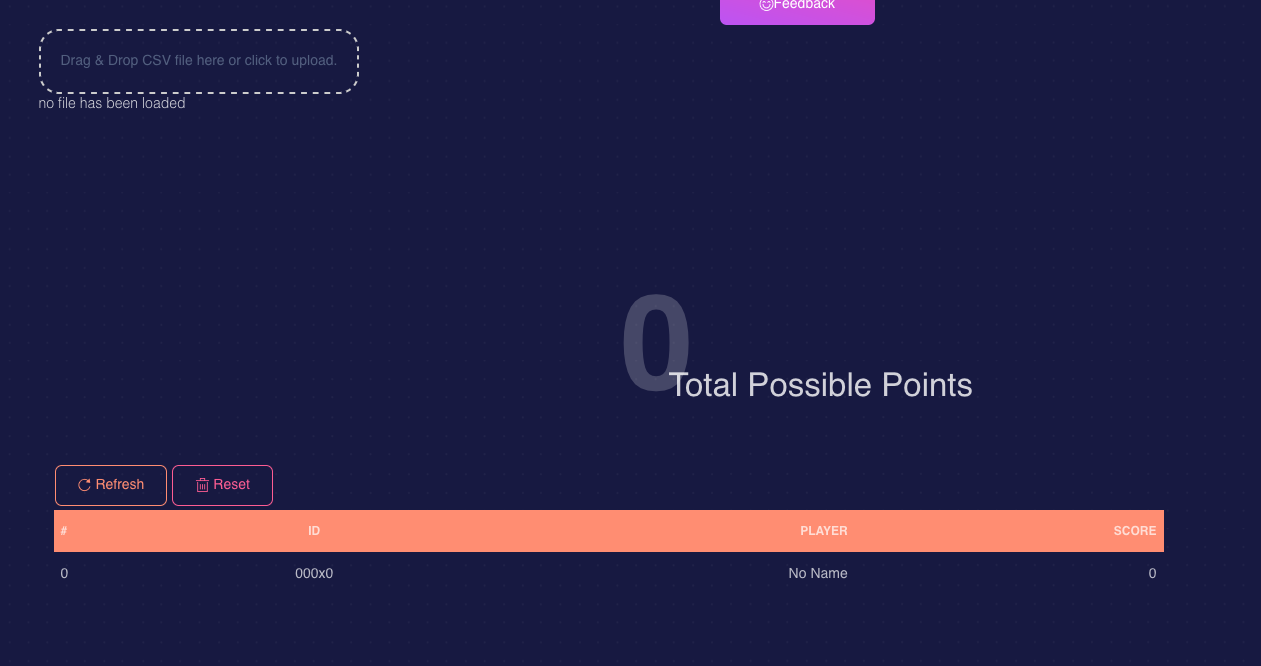 Feedback
Drag & Drop CSV file here or click to upload.
no file has been loaded
0
Total Possible Points
Refresh Reset
# ID PLAYER SCORE
0 000x0 No Name 0